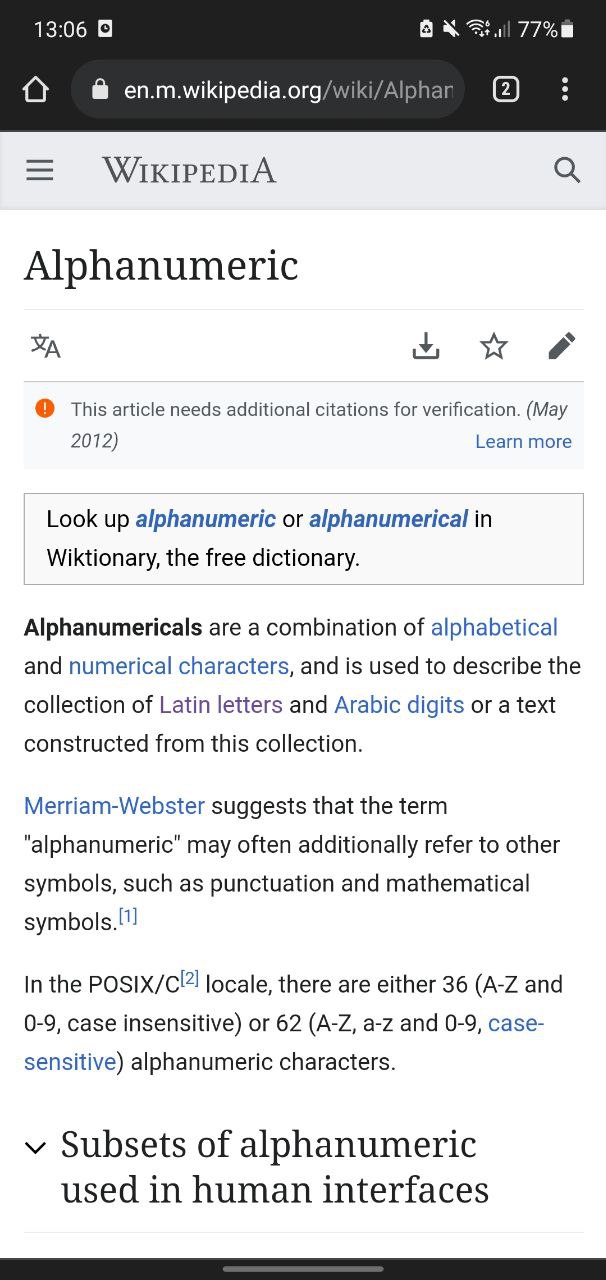 13:06
77%
en.m.wikipedia.org/wiki/Alphan
2
WIKIPEDIA
Alphanumeric
文A
This article needs additional citations for verification. (May
2012)
Learn more
Look up alphanumeric or alphanumerical in
Wiktionary, the free dictionary.
Alphanumericals are a combination of alphabetical
and numerical characters, and is used to describe the
collection of Latin letters and Arabic digits or a text
constructed from this collection.
Merriam-Webster suggests that the term
"alphanumeric" may often additionally refer to other
symbols, such as punctuation and mathematical
symbols.[1]
In the POSIX/C[2] locale, there are either 36 (A-Z and
0-9, case insensitive) or 62 (A-Z, a-z and 0-9, case-
sensitive) alphanumeric characters.
Subsets of alphanumeric
used in human interfaces